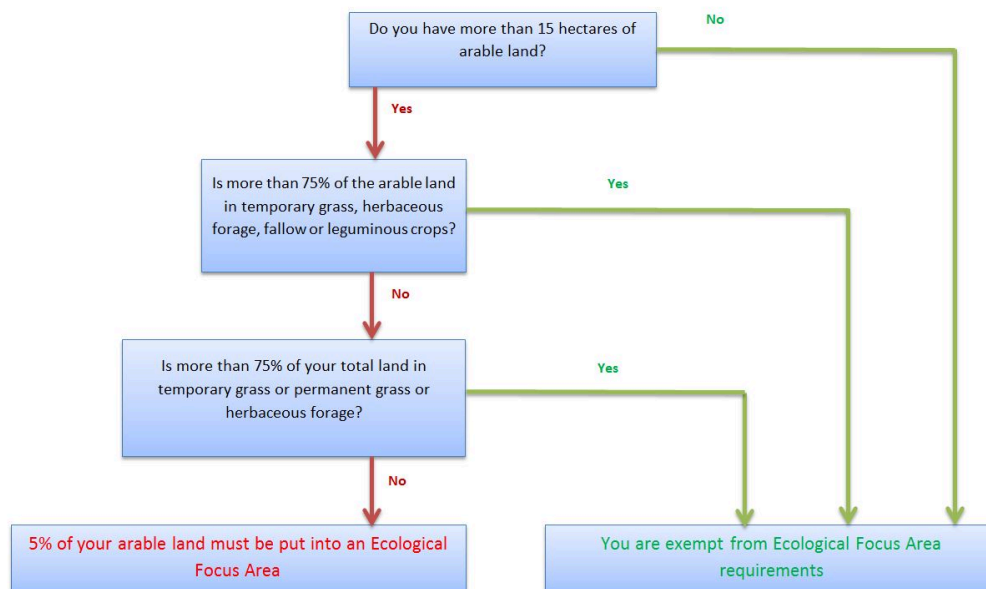 Do you have more than 15 hectares of
arable land?
No
Yes
Is more than 75% of the arable land
in temporary grass, herbaceous
forage, fallow or leguminous crops?
Yes
No
Is more than 75% of your total land in
temporary grass or permanent grass or
herbaceous forage?
Yes
No
5% of your arable land must be put into an Ecological
Focus Area
You are exempt from Ecological Focus Area
requirements